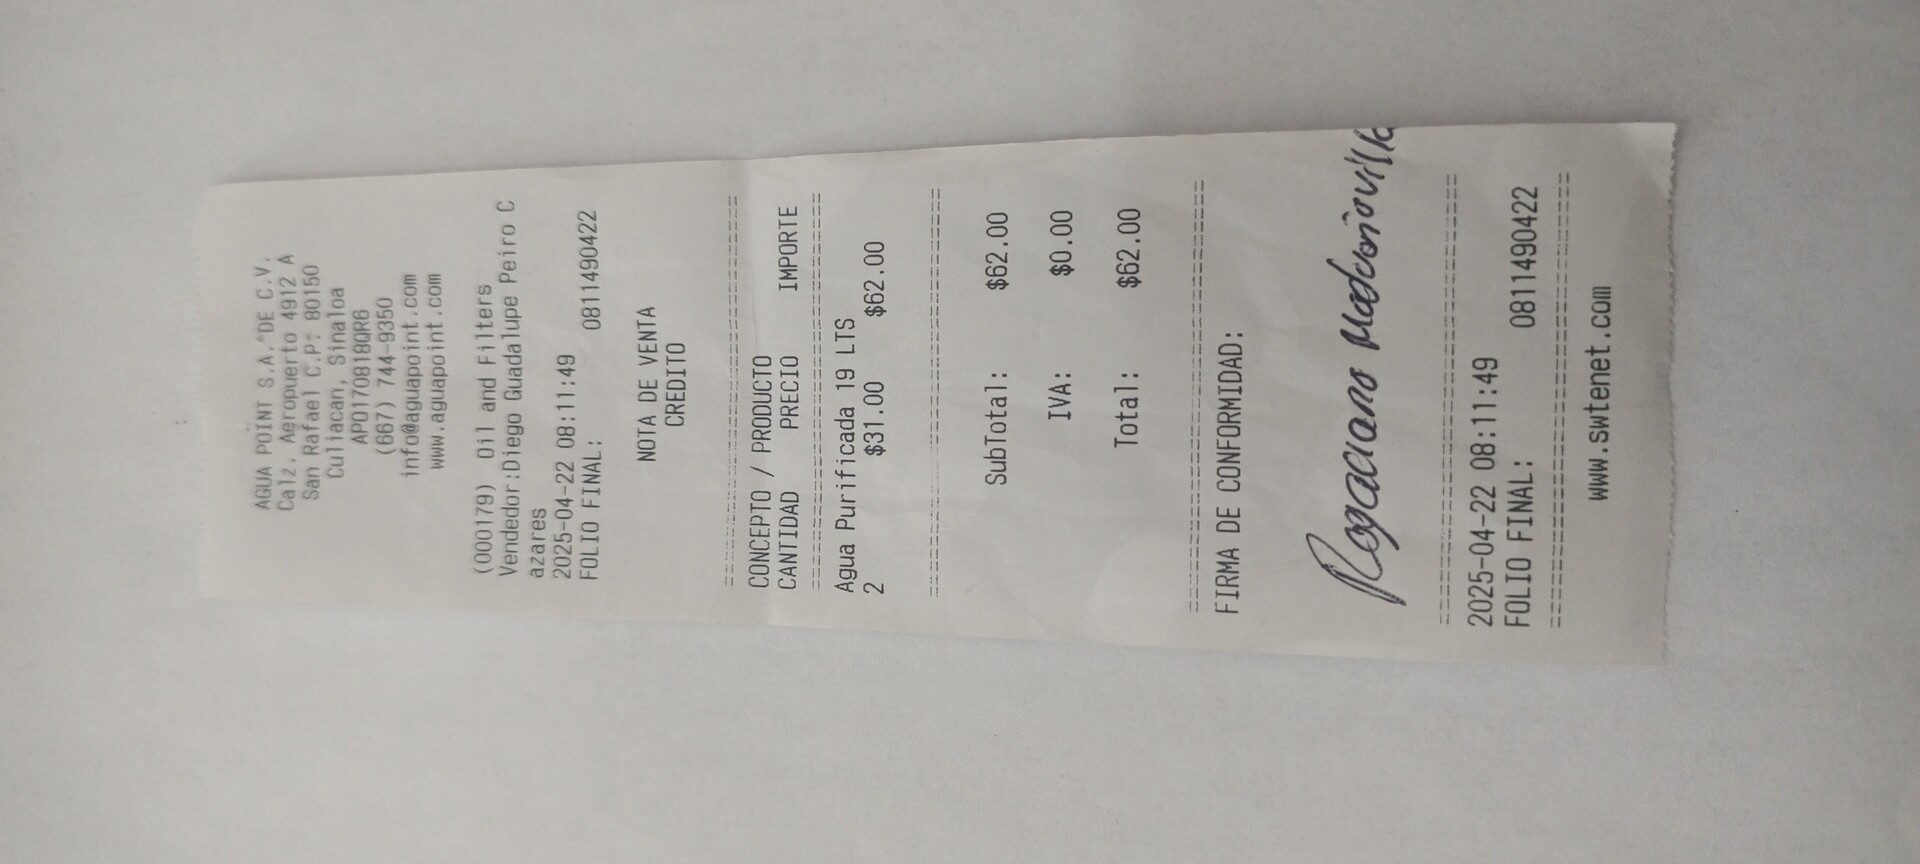 AGUA POINT S.A. DE C.V.
Calz. Aeropuerto 4912 A
San Rafael C.P: 80150
Culiacan, Sinaloa
APO170818QR6
(667) 744-9350
info@aguapoint.com
www.aguapoint.com
(000179) Oil and Filters
Vendedor:Diego Guadalupe Peiro C
azares
2025-04-22 08:11:49
FOLIO FINAL: 0811490422
NOTA DE VENTA
CREDITO
CONCEPTO / PRODUCTO
CANTIDAD PRECIO IMPORTE
Agua Purificada 19 LTS
2 $31.00 $62.00
SubTotal: $62.00
IVA: $0.00
Total: $62.00
FIRMA DE CONFORMIDAD:
2025-04-22 08:11:49
FOLIO FINAL: 0811490422
www.swtenet.com